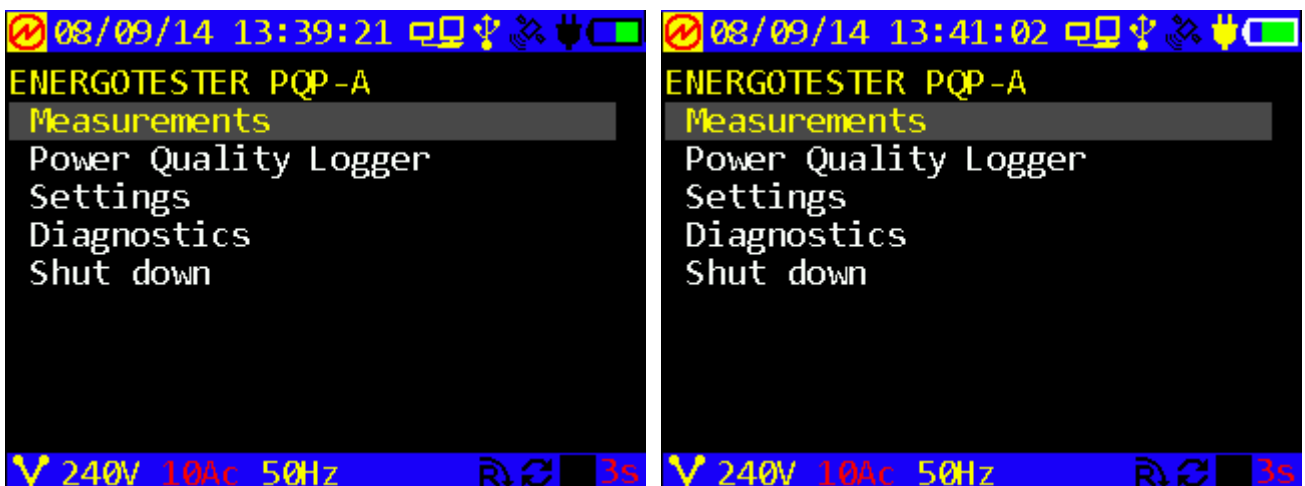 08/09/14 13:39:21
ENERGOTESTER PQP-A
Measurements
Power Quality Logger
Settings
Diagnostics
Shut down
240V 10Ac 50Hz R 3s
08/09/14 13:41:02
ENERGOTESTER PQP-A
Measurements
Power Quality Logger
Settings
Diagnostics
Shut down
240V 10Ac 50Hz R 3s